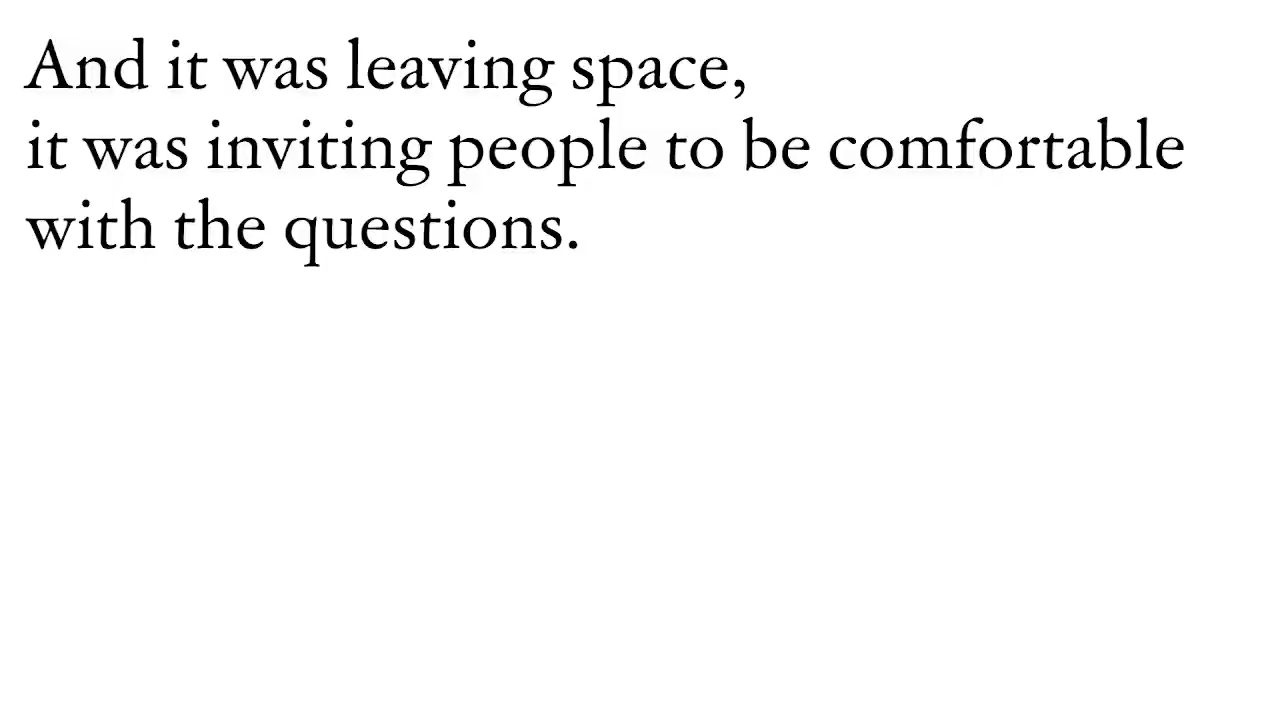 And it was leaving space,
it was inviting people to be comfortable
with the questions.